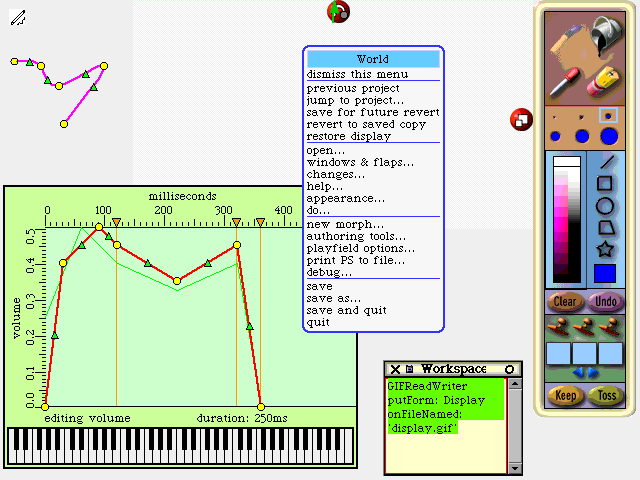 World
dismiss this menu
previous project
jump to project...
save for future revert
revert to saved copy
restore display
open...
windows & flaps...
changes...
help...
appearance...
do...
new morph...
authoring tools...
playfield options...
print PS to file...
debug...
save
save as...
save and quit
quit
milliseconds
0 100 200 300 400
volume
0.5
0.4
0.3
0.2
0.1
0.0
editing volume duration: 250ms
Workspace
GIFReadWriter
putForm: Display
onFileNamed:
'display.gif'
Clear Undo
Keep Toss